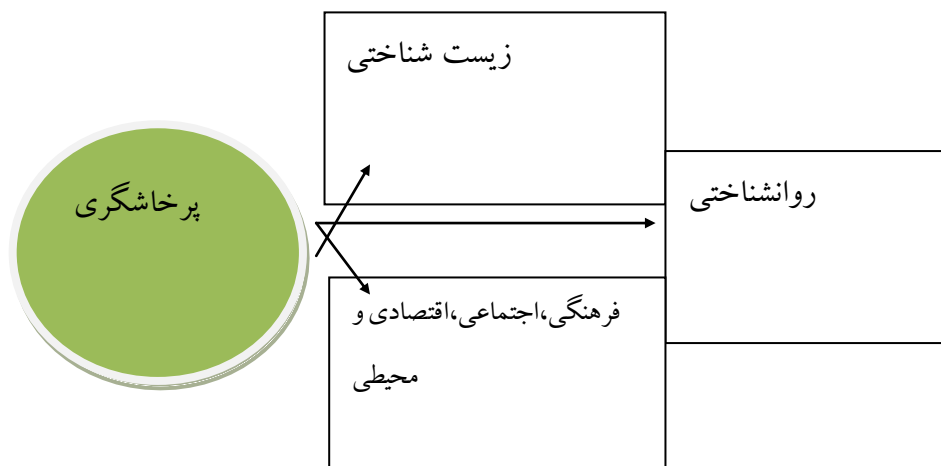 زیست شناختی
پرخاشگری
روانشناختی
فرهنگی،اجتماعی،اقتصادی و
محیطی